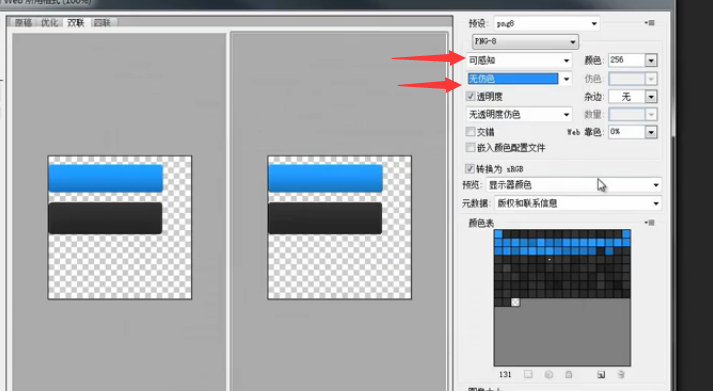 Web 所用格式 (100%)
原稿 优化 双联 四联
预设: png8
PNG-8
可感知 颜色: 256
无仿色 仿色:
透明度 杂边: 无
无透明度仿色 数量:
交错 Web 靠色: 0%
嵌入颜色配置文件
转换为 sRGB
预览: 显示器颜色
元数据: 版权和联系信息
颜色表
131
图像大小